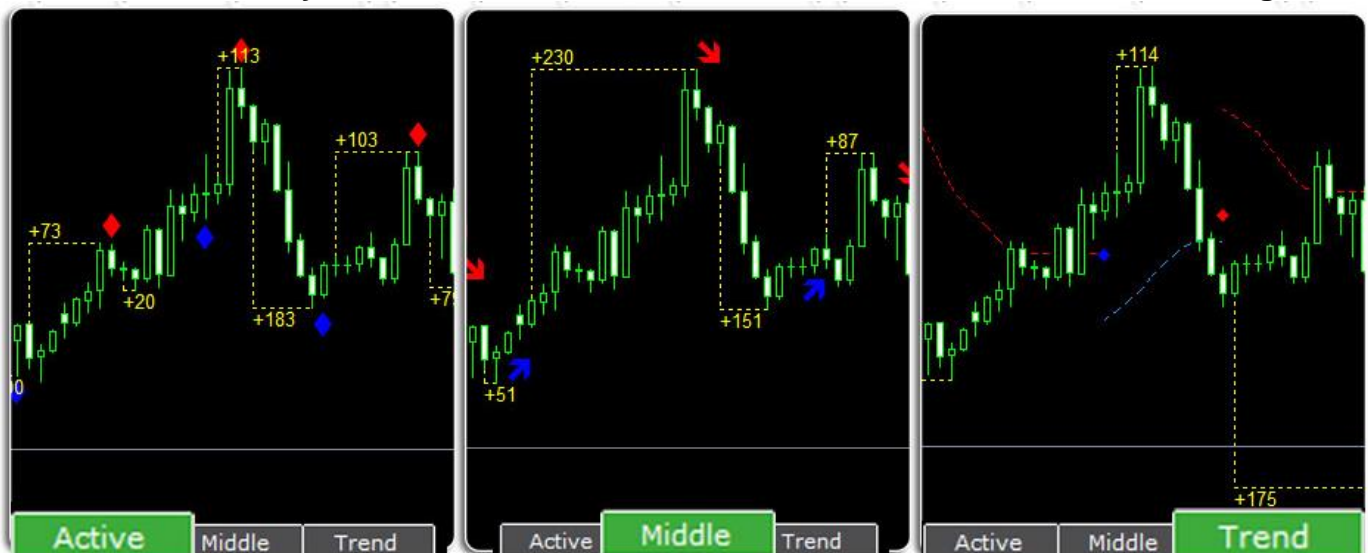 +113
+103
+73
+20
+183
+79
Active
Middle
Trend
+230
+87
+151
+51
Active
Middle
Trend
+114
+175
Active
Middle
Trend